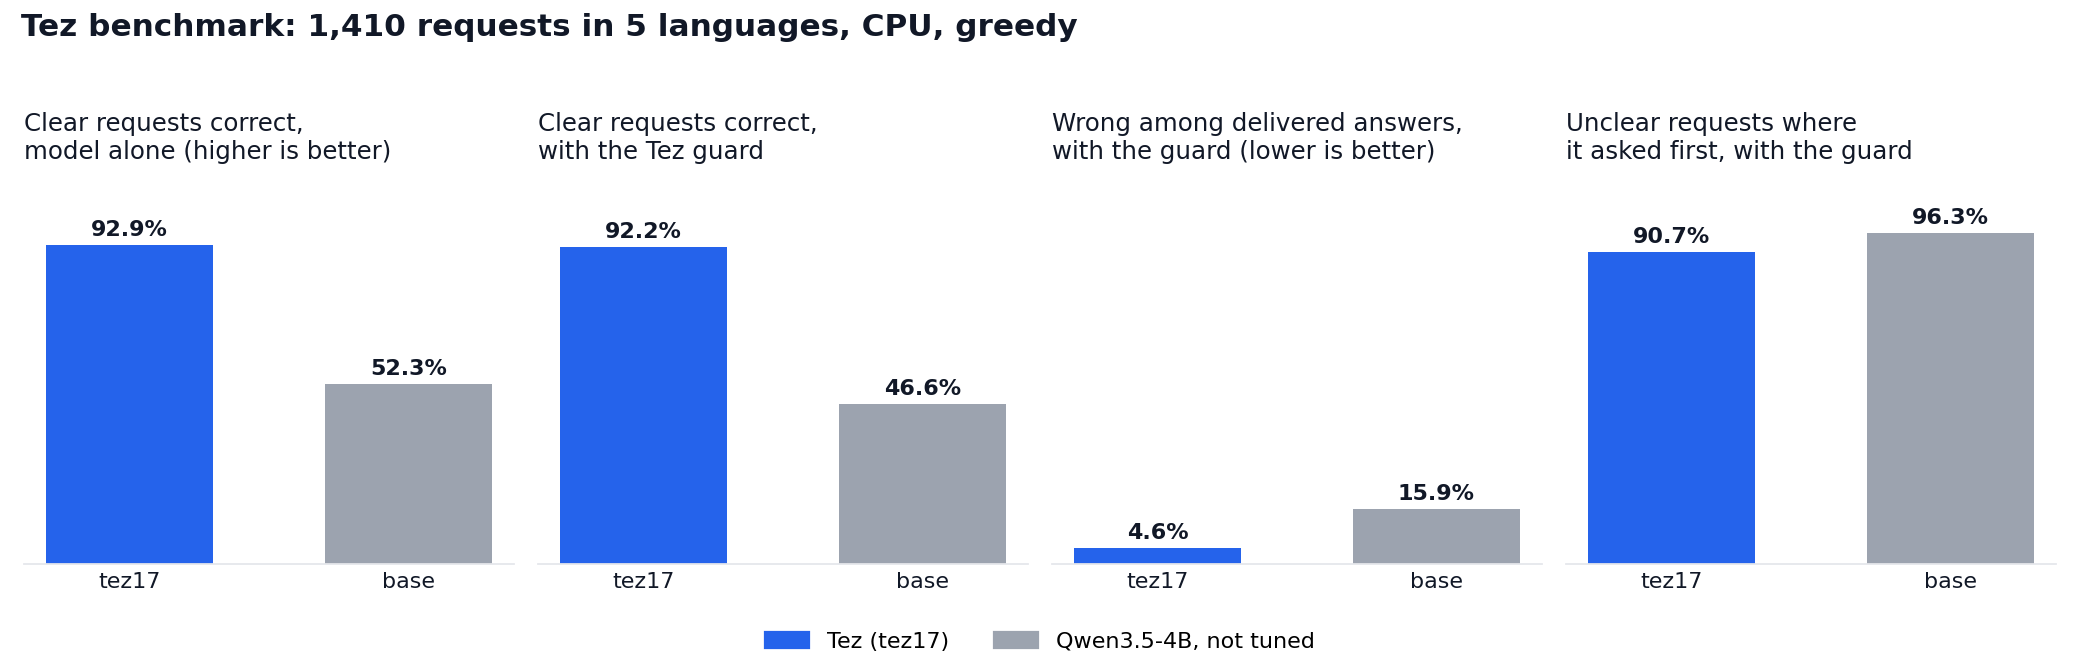 Tez benchmark: 1,410 requests in 5 languages, CPU, greedy
Clear requests correct,
model alone (higher is better)
92.9%
52.3%
tez17
base
Clear requests correct,
with the Tez guard
92.2%
46.6%
tez17
base
Wrong among delivered answers,
with the guard (lower is better)
4.6%
15.9%
tez17
base
Unclear requests where
it asked first, with the guard
90.7%
96.3%
tez17
base
Tez (tez17)
Qwen3.5-4B, not tuned